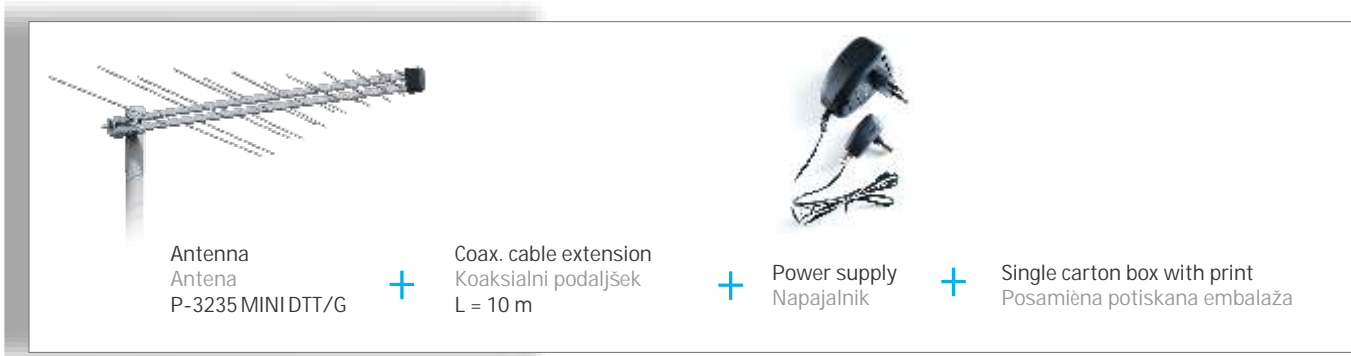 Antenna
Antena
P-3235 MINI DTT/G
+
Coax. cable extension
Koaksialni podaljšek
L = 10 m
+
Power supply
Napajalnik
+
Single carton box with print
Posamièna potiskana embalaža